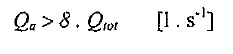 Qₐ > 8 . Qₜₒₜ [l . s⁻¹]